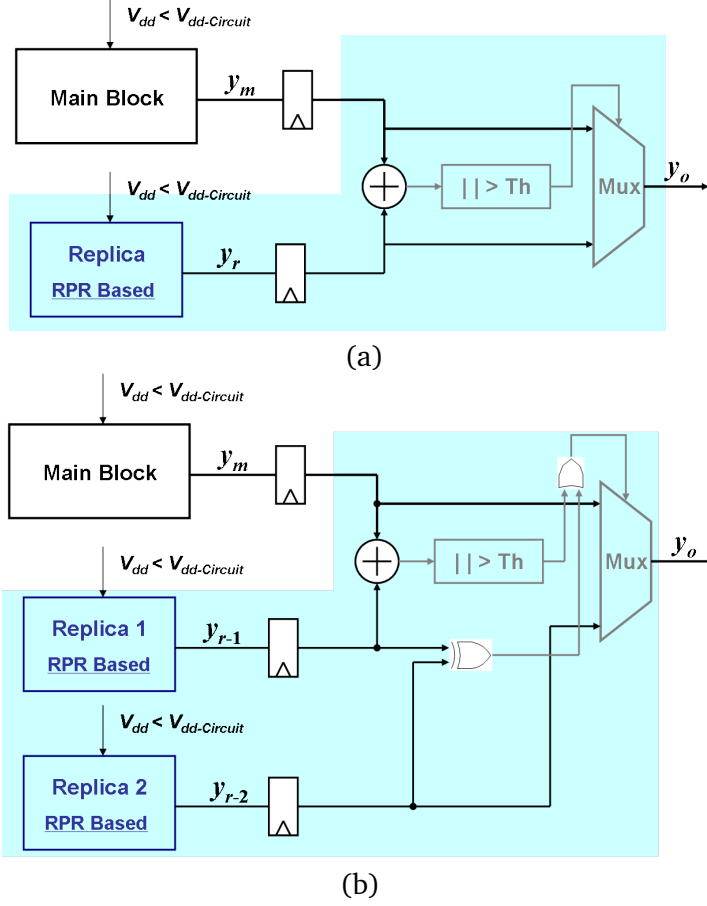 Vdd < Vdd-Circuit
Main Block
ym
Vdd < Vdd-Circuit
|| > Th
Mux
yo
Replica
RPR Based
yr
(a)
Vdd < Vdd-Circuit
Main Block
ym
Vdd < Vdd-Circuit
|| > Th
Mux
yo
Replica 1
RPR Based
yr-1
Vdd < Vdd-Circuit
Replica 2
RPR Based
yr-2
(b)